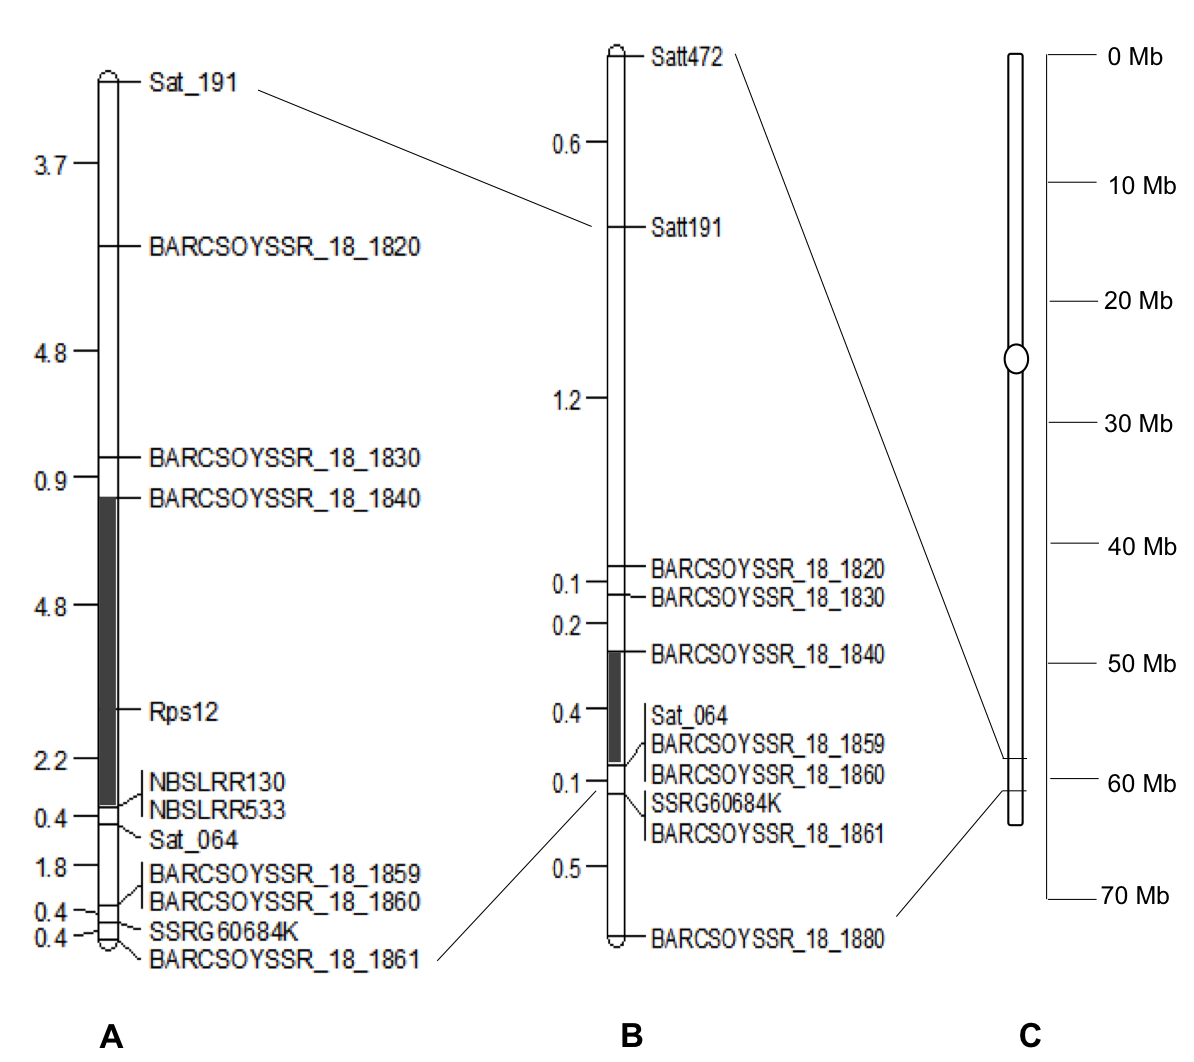 Sat_191
3.7
BARCSOYSSR_18_1820
4.8
BARCSOYSSR_18_1830
0.9
BARCSOYSSR_18_1840
4.8
Rps12
2.2
NBSLRR130
NBSLRR533
0.4
Sat_064
1.8
BARCSOYSSR_18_1859
BARCSOYSSR_18_1860
0.4
SSRG60684K
0.4
BARCSOYSSR_18_1861
A
Satt472
0.6
Satt191
1.2
BARCSOYSSR_18_1820
0.1
BARCSOYSSR_18_1830
0.2
BARCSOYSSR_18_1840
0.4
Sat_064
BARCSOYSSR_18_1859
BARCSOYSSR_18_1860
0.1
SSRG60684K
BARCSOYSSR_18_1861
0.5
BARCSOYSSR_18_1880
B
0 Mb
10 Mb
20 Mb
30 Mb
40 Mb
50 Mb
60 Mb
70 Mb
C